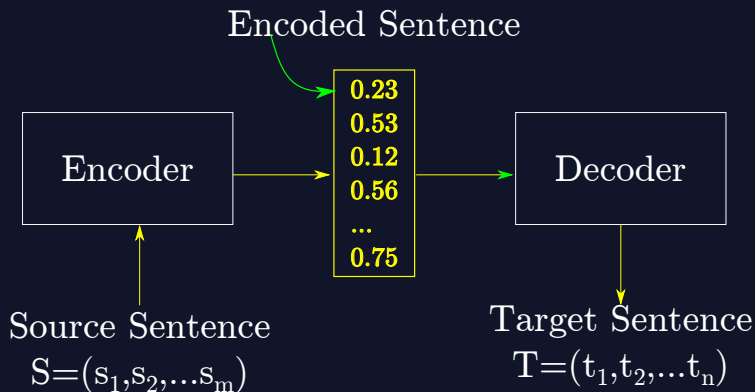 Encoded Sentence
0.23
0.53
0.12
0.56
...
0.75
Encoder
Decoder
Source Sentence
S=(s₁,s₂,...sₘ)
Target Sentence
T=(t₁,t₂,...tₙ)